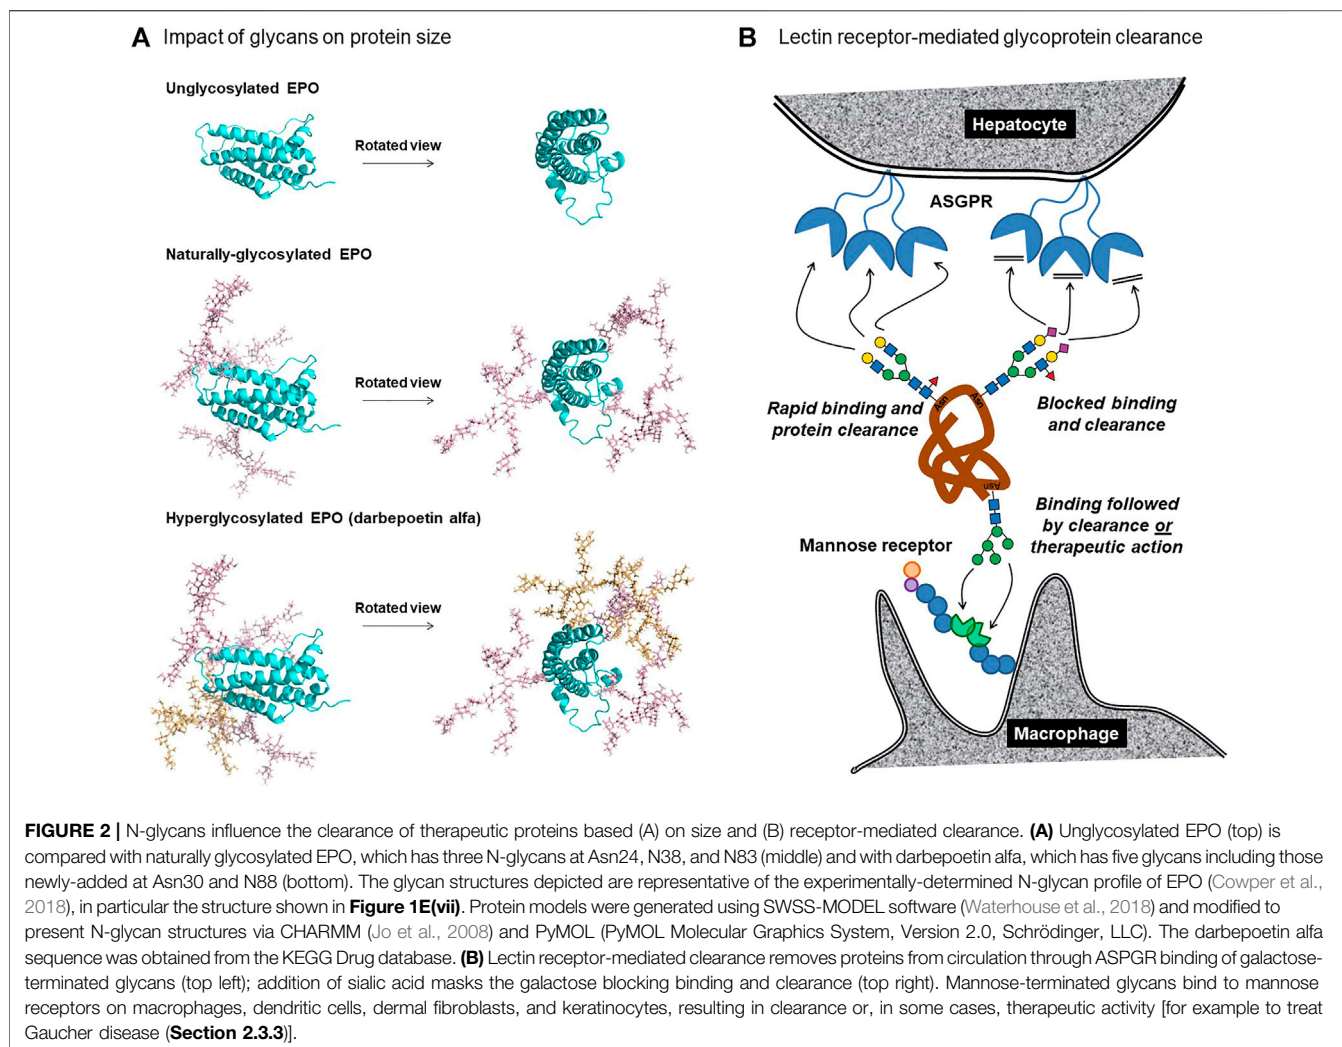 A Impact of glycans on protein size
Unglycosylated EPO
Rotated view
Naturally-glycosylated EPO
Rotated view
Hyperglycosylated EPO (darbepoetin alfa)
Rotated view
B Lectin receptor-mediated glycoprotein clearance
Hepatocyte
ASGPR
Rapid binding and
protein clearance
Asn
Asn
Blocked binding
and clearance
Asn
Binding followed
by clearance or
therapeutic action
Mannose receptor
Macrophage
FIGURE 2 | N-glycans influence the clearance of therapeutic proteins based (A) on size and (B) receptor-mediated clearance. (A) Unglycosylated EPO (top) is
compared with naturally glycosylated EPO, which has three N-glycans at Asn24, N38, and N83 (middle) and with darbepoetin alfa, which has five glycans including those
newly-added at Asn30 and N88 (bottom). The glycan structures depicted are representative of the experimentally-determined N-glycan profile of EPO (Cowper et al.,
2018), in particular the structure shown in Figure 1E(vii). Protein models were generated using SWSS-MODEL software (Waterhouse et al., 2018) and modified to
present N-glycan structures via CHARMM (Jo et al., 2008) and PyMOL (PyMOL Molecular Graphics System, Version 2.0, Schrödinger, LLC). The darbepoetin alfa
sequence was obtained from the KEGG Drug database. (B) Lectin receptor-mediated clearance removes proteins from circulation through ASPGR binding of galactose-
terminated glycans (top left); addition of sialic acid masks the galactose blocking binding and clearance (top right). Mannose-terminated glycans bind to mannose
receptors on macrophages, dendritic cells, dermal fibroblasts, and keratinocytes, resulting in clearance or, in some cases, therapeutic activity [for example to treat
Gaucher disease (Section 2.3.3)].